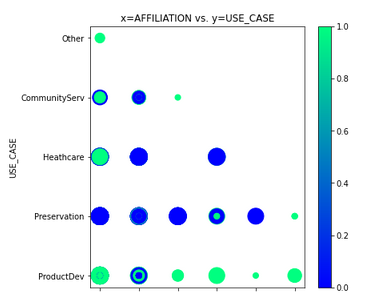 x=AFFILIATION vs. y=USE_CASE
Other
CommunityServ
Heathcare
Preservation
ProductDev
USE_CASE
1.0
0.8
0.6
0.4
0.2
0.0